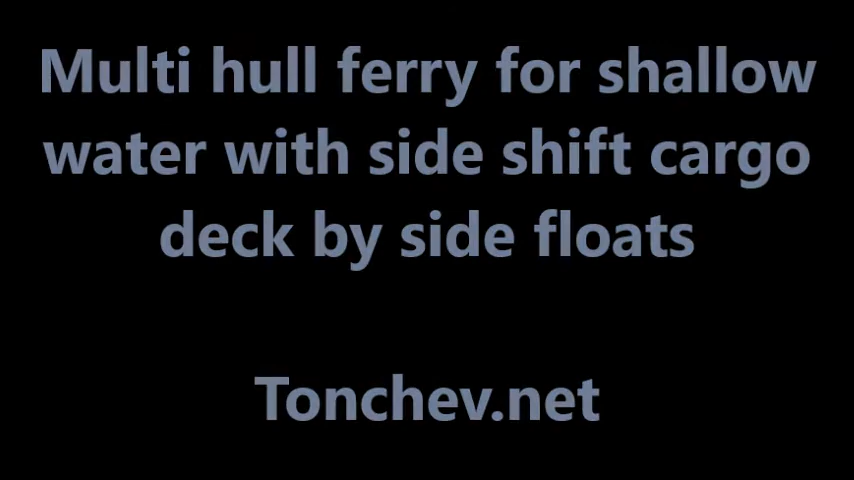 Multi hull ferry for shallow
water with side shift cargo
deck by side floats
Tonchev.net